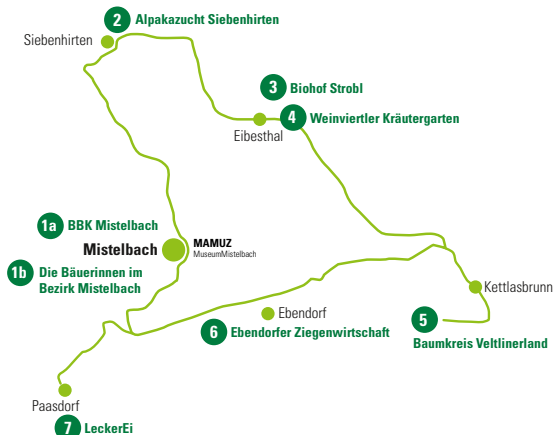 2 Alpakazucht Siebenhirten
Siebenhirten
3 Biohof Strobl
4 Weinviertler Kräutergarten
Eibesthal
1a BBK Mistelbach
Mistelbach
MAMUZ
MuseumMistelbach
1b Die Bäuerinnen im
Bezirk Mistelbach
Kettlasbrunn
Ebendorf
5
Baumkreis Veltlinerland
6 Ebendorfer Ziegenwirtschaft
Paasdorf
7 LeckerEi